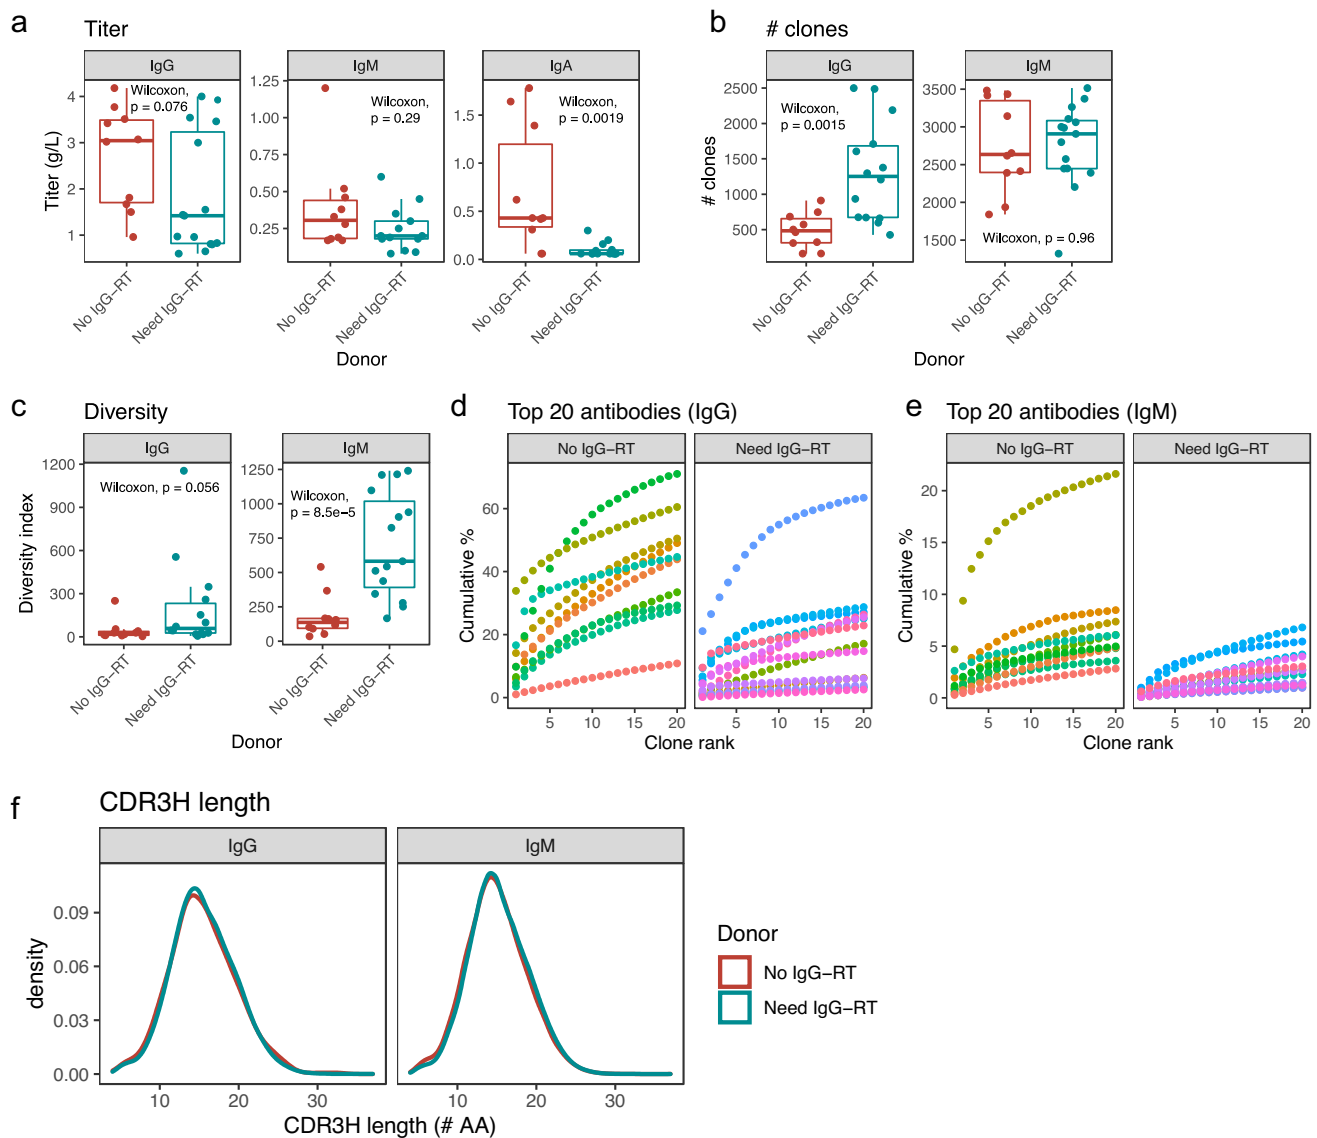 a
Titer
IgG
IgM
IgA
Titer (g/L)
4
3
2
1
Wilcoxon,
p = 0.076
1.25
1.00
0.75
0.50
0.25
Wilcoxon,
p = 0.29
1.5
1.0
0.5
0.0
Wilcoxon,
p = 0.0019
No IgG−RT
Need IgG−RT
No IgG−RT
Need IgG−RT
No IgG−RT
Need IgG−RT
Donor
b
# clones
IgG
IgM
# clones
2500
2000
1500
1000
500
Wilcoxon,
p = 0.0015
3500
3000
2500
2000
1500
Wilcoxon, p = 0.96
No IgG−RT
Need IgG−RT
No IgG−RT
Need IgG−RT
Donor
c
Diversity
IgG
IgM
Diversity index
1200
900
600
300
0
Wilcoxon, p = 0.056
1250
1000
750
500
250
0
Wilcoxon,
p = 8.5e−5
No IgG−RT
Need IgG−RT
No IgG−RT
Need IgG−RT
Donor
d
Top 20 antibodies (IgG)
No IgG−RT
Need IgG−RT
Cumulative %
60
40
20
0
5 10 15 20
5 10 15 20
Clone rank
e
Top 20 antibodies (IgM)
No IgG−RT
Need IgG−RT
Cumulative %
20
15
10
5
0
5 10 15 20
5 10 15 20
Clone rank
f
CDR3H length
IgG
IgM
density
0.09
0.06
0.03
0.00
10 20 30
10 20 30
CDR3H length (# AA)
Donor
No IgG−RT
Need IgG−RT